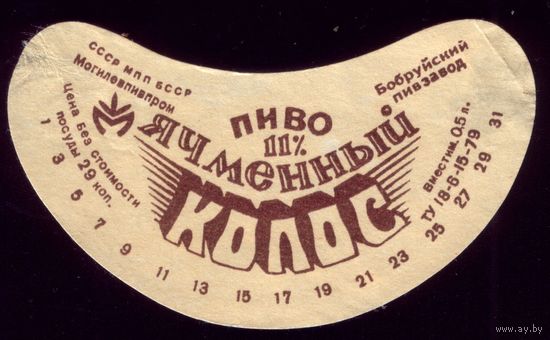 СССР МПП БССР
Могилевпивпром
Цена без стоимости
посуды 29 коп.
ПИВО
11%
ЯЧМЕННЫЙ
КОЛОС
Бобруйский
пивзавод
Вместим. 0,5 л.
ТУ 18-6-15-79
1 3 5 7 9 11 13 15 17 19 21 23 25 27 29 31
www.ay.by